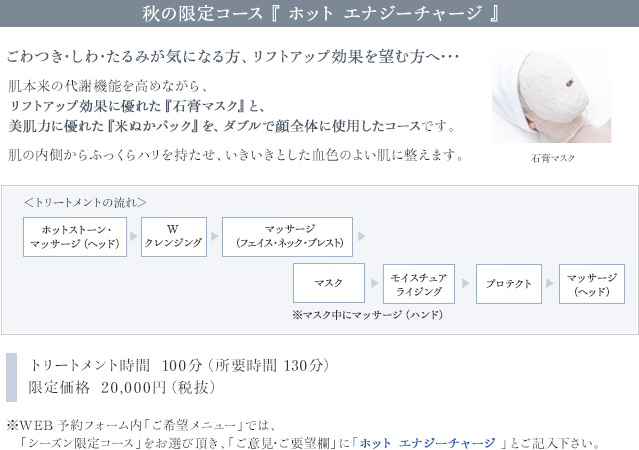 秋の限定コース『 ホット エナジーチャージ 』
ごわつき・しわ・たるみが気になる方、リフトアップ効果を望む方へ・・・
肌本来の代謝機能を高めながら、
リフトアップ効果に優れた『石膏マスク』と、
美肌力に優れた『米ぬかパック』を、ダブルで顔全体に使用したコースです。
肌の内側からふっくらハリを持たせ、いきいきとした血色のよい肌に整えます。
石膏マスク
＜トリートメントの流れ＞
ホットストーン・
マッサージ（ヘッド）
W
クレンジング
マッサージ
（フェイス・ネック・ブレスト）
マスク
モイスチュア
ライジング
プロテクト
マッサージ
（ヘッド）
※マスク中にマッサージ（ハンド）
トリートメント時間 100分（所要時間 130分）
限定価格 20,000円（税抜）
※WEB予約フォーム内「ご希望メニュー」では、
「シーズン限定コース」をお選び頂き、「ご意見・ご要望欄」に「ホット エナジーチャージ 」とご記入下さい。